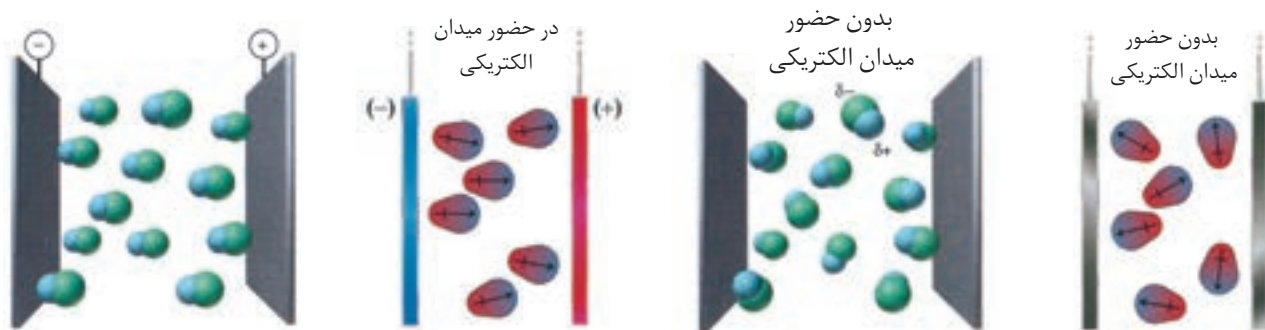 بدون حضور
میدان الکتریکی
δ−
δ+
بدون حضور
میدان الکتریکی
در حضور میدان
الکتریکی
(−)
(+)
−
+